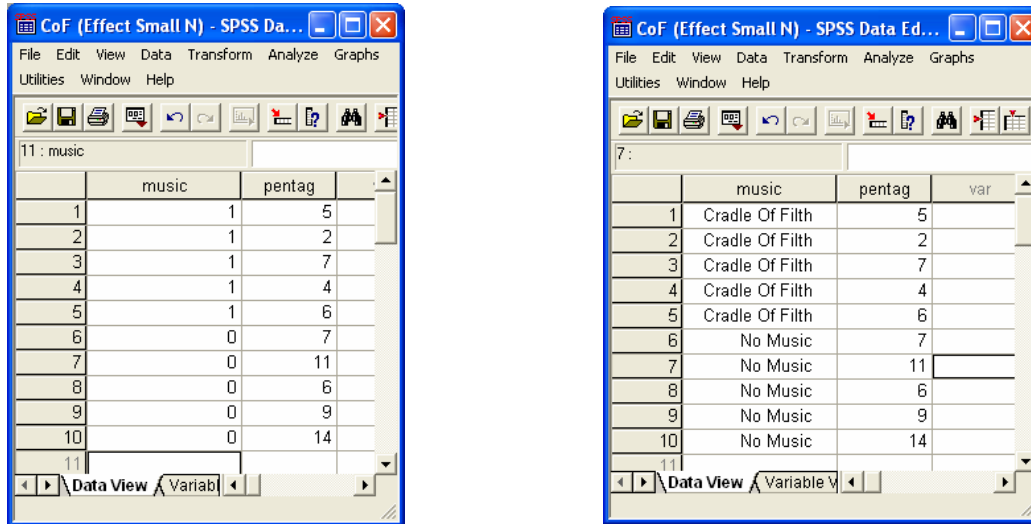 CoF (Effect Small N) - SPSS Da...
File Edit View Data Transform Analyze Graphs
Utilities Window Help
11 : music
music pentag
1 1 5
2 1 2
3 1 7
4 1 4
5 1 6
6 0 7
7 0 11
8 0 6
9 0 9
10 0 14
11
Data View Variabl
CoF (Effect Small N) - SPSS Data Ed...
File Edit View Data Transform Analyze Graphs
Utilities Window Help
7 :
music pentag var
1 Cradle Of Filth 5
2 Cradle Of Filth 2
3 Cradle Of Filth 7
4 Cradle Of Filth 4
5 Cradle Of Filth 6
6 No Music 7
7 No Music 11
8 No Music 6
9 No Music 9
10 No Music 14
11
Data View Variable V